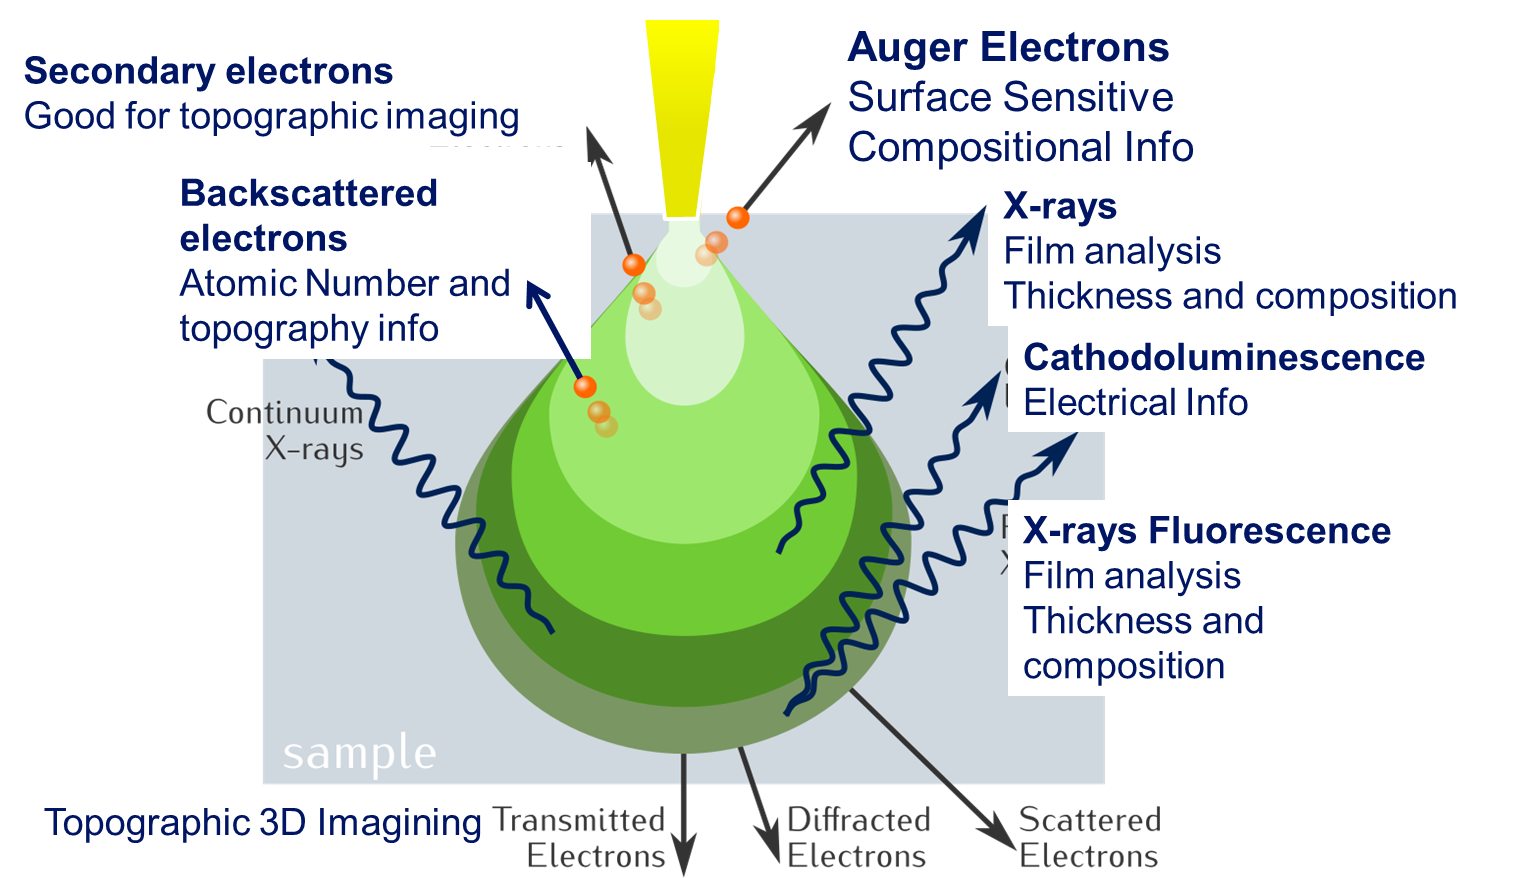 Secondary electrons
Good for topographic imaging
Auger Electrons
Surface Sensitive
Compositional Info
Backscattered
electrons
Atomic Number and
topography info
X-rays
Film analysis
Thickness and composition
Cathodoluminescence
Electrical Info
Continuum
X-rays
X-rays Fluorescence
Film analysis
Thickness and
composition
sample
Topographic 3D Imagining
Transmitted
Electrons
Diffracted
Electrons
Scattered
Electrons